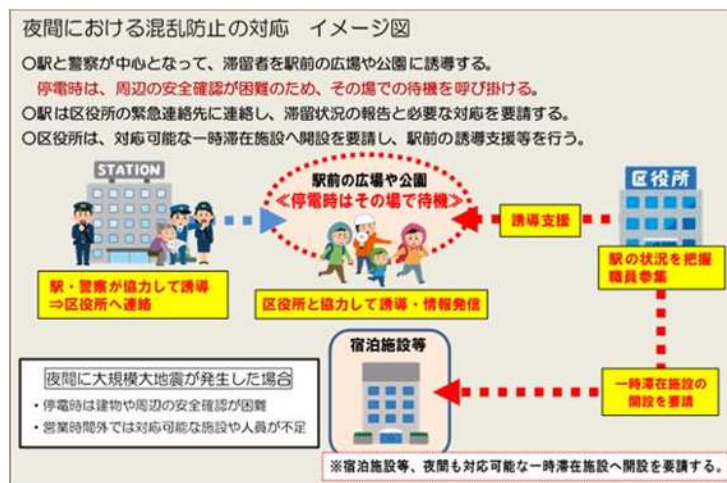 夜間における混乱防止の対応 イメージ図
〇駅と警察が中心となって、滞留者を駅前の広場や公園に誘導する。
停電時は、周辺の安全確認が困難のため、その場での待機を呼び掛ける。
〇駅は区役所の緊急連絡先に連絡し、滞留状況の報告と必要な対応を要請する。
〇区役所は、対応可能な一時滞在施設へ開設を要請し、駅前の誘導支援等を行う。
STATION
駅・警察が協力して誘導
⇒区役所へ連絡
駅前の広場や公園
≪停電時はその場で待機≫
区役所と協力して誘導・情報発信
誘導支援
区役所
駅の状況を把握
職員参集
一時滞在施設の
開設を要請
宿泊施設等
夜間に大規模大地震が発生した場合
・停電時は建物や周辺の安全確認が困難
・営業時間外では対応可能な施設や人員が不足
※宿泊施設等、夜間も対応可能な一時滞在施設へ開設を要請する。